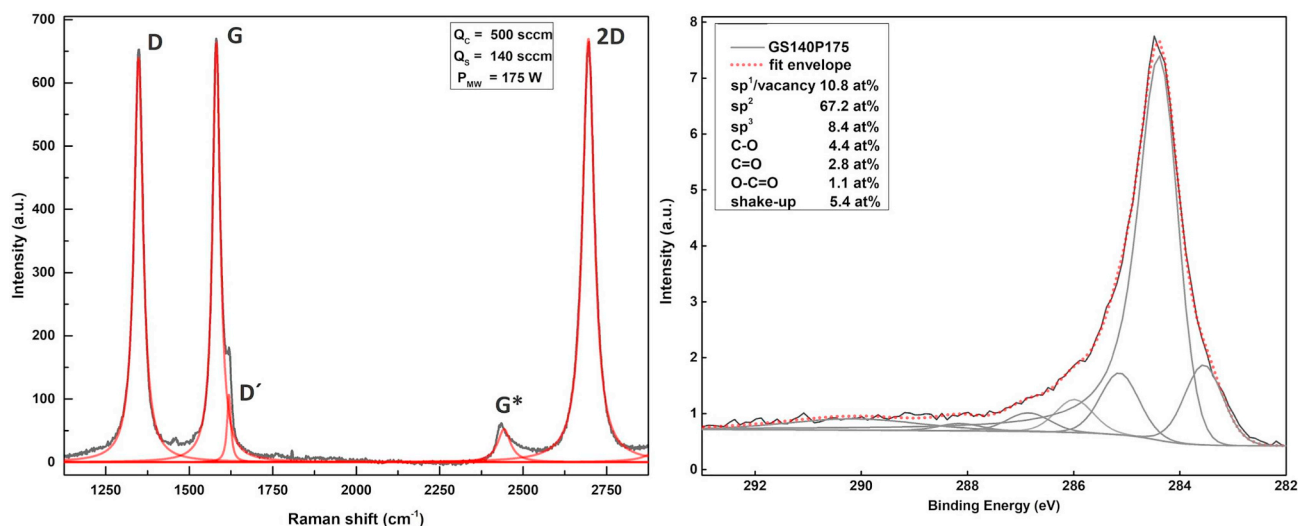 700
600
500
400
300
200
100
0
Intensity (a.u.)
D
G
D´
G*
2D
Q_C = 500 sccm
Q_S = 140 sccm
P_MW = 175 W
1250 1500 1750 2000 2250 2500 2750
Raman shift (cm⁻¹)
8
7
6
5
4
3
2
1
0
Intensity (a.u.)
GS140P175
fit envelope
sp¹/vacancy 10.8 at%
sp² 67.2 at%
sp³ 8.4 at%
C-O 4.4 at%
C=O 2.8 at%
O-C=O 1.1 at%
shake-up 5.4 at%
292 290 288 286 284 282
Binding Energy (eV)